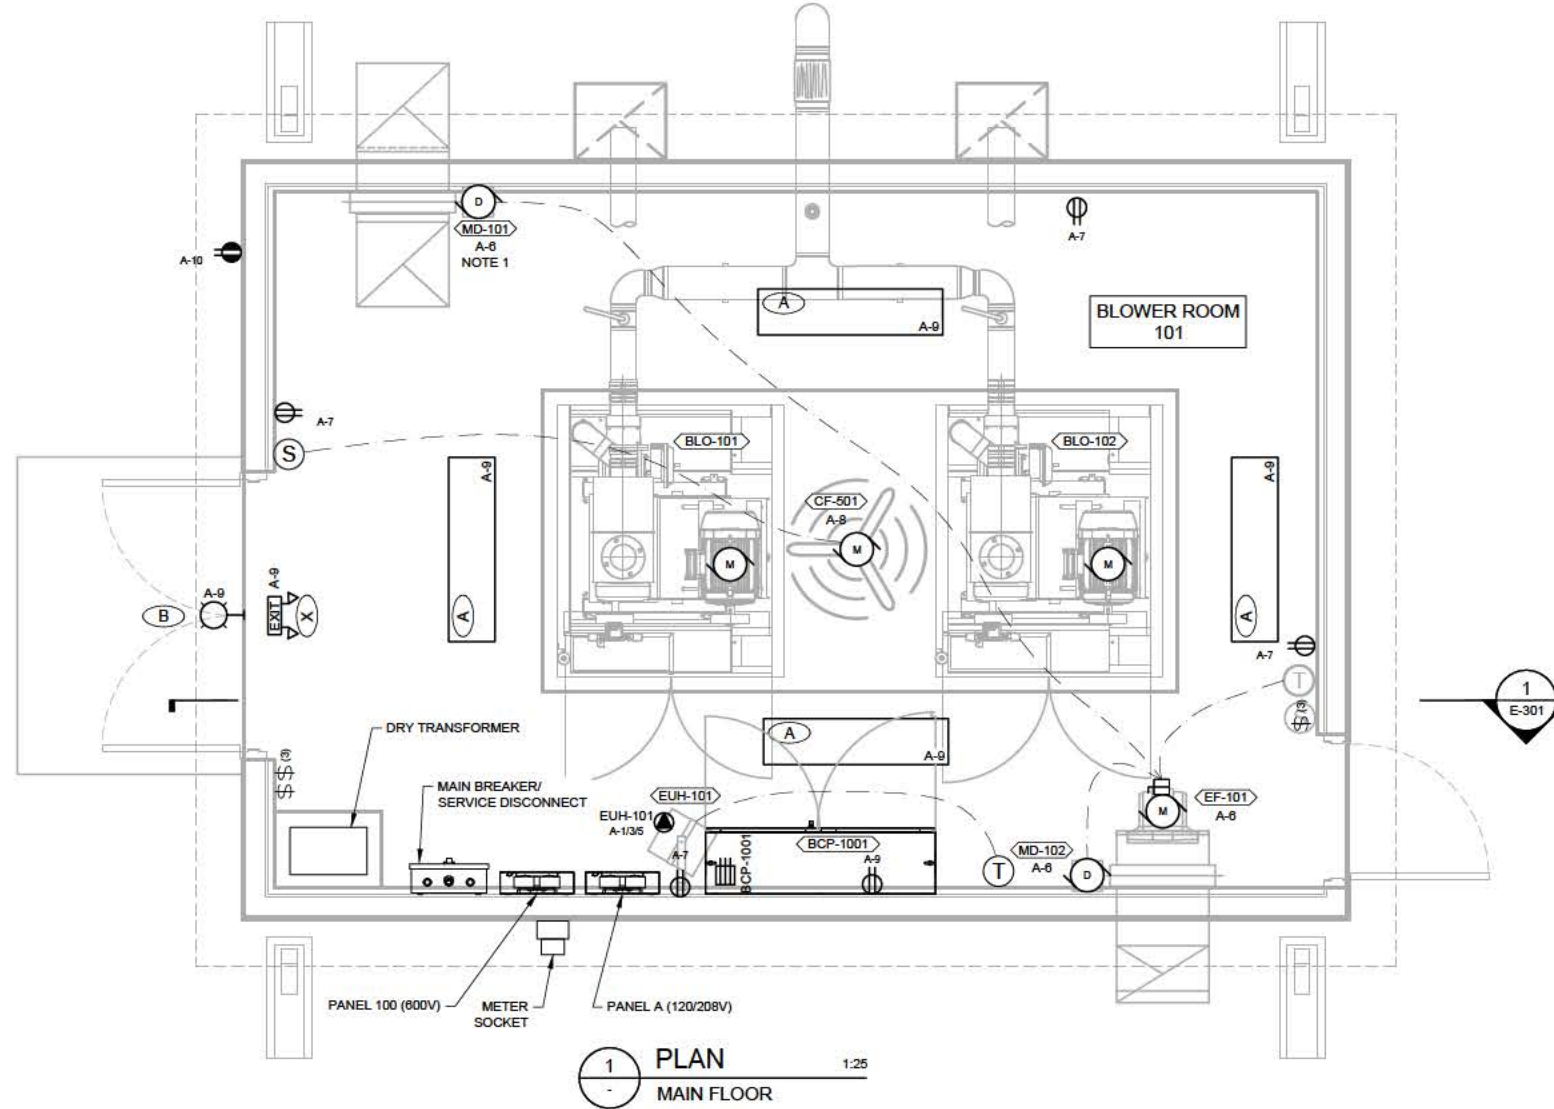 D
MD-101
A-6
NOTE 1
A-7
A-10
A
A-9
BLOWER ROOM
101
A-7
S
BLO-101
BLO-102
A-9
A-9
CF-501
A-8
M
M
M
A-9
B
EXIT
X
A
A
A-7
T
(3)
1
E-301
DRY TRANSFORMER
A
A-9
(3)
$$
MAIN BREAKER/
SERVICE DISCONNECT
EUH-101
EUH-101
A-1/3/5
EF-101
A-6
M
BCP-1001
BCP-1001
A-7
A-9
MD-102
A-6
T
D
PANEL 100 (600V)
METER
SOCKET
PANEL A (120/208V)
1
-
PLAN
1:25
MAIN FLOOR